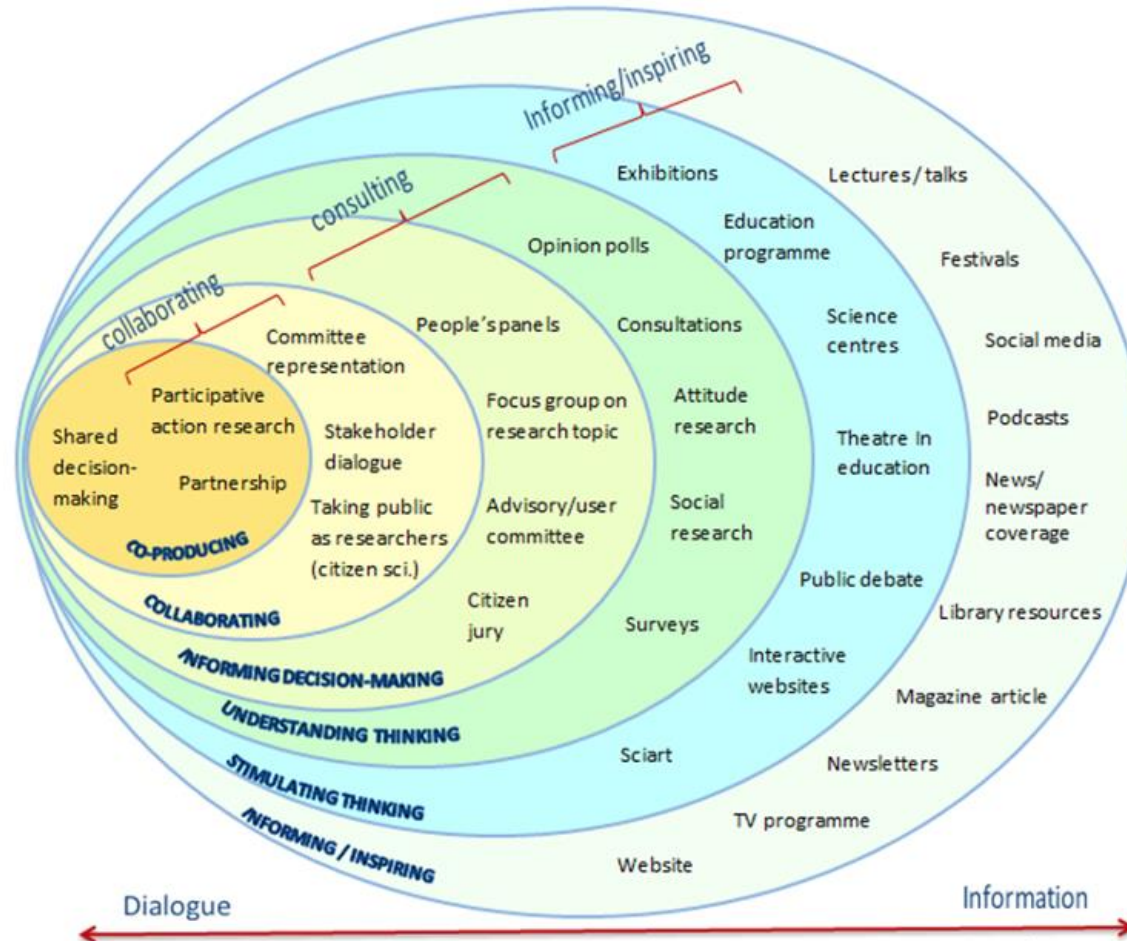 Informing/inspiring
consulting
collaborating
Exhibitions
Lectures / talks
Education
programme
Opinion polls
Festivals
People's panels
Consultations
Science
centres
Social media
Committee
representation
Participative
action research
Focus group on
research topic
Attitude
research
Podcasts
Shared
decision-
making
Stakeholder
dialogue
Theatre In
education
Partnership
News/
newspaper
coverage
Taking public
as researchers
(citizen sci.)
Advisory/user
committee
Social
research
CO-PRODUCING
Public debate
COLLABORATING
Citizen
jury
Surveys
Library resources
INFORMING DECISION-MAKING
Interactive
websites
Magazine article
UNDERSTANDING THINKING
Sciart
Newsletters
STIMULATING THINKING
TV programme
INFORMING / INSPIRING
Website
Dialogue
Information